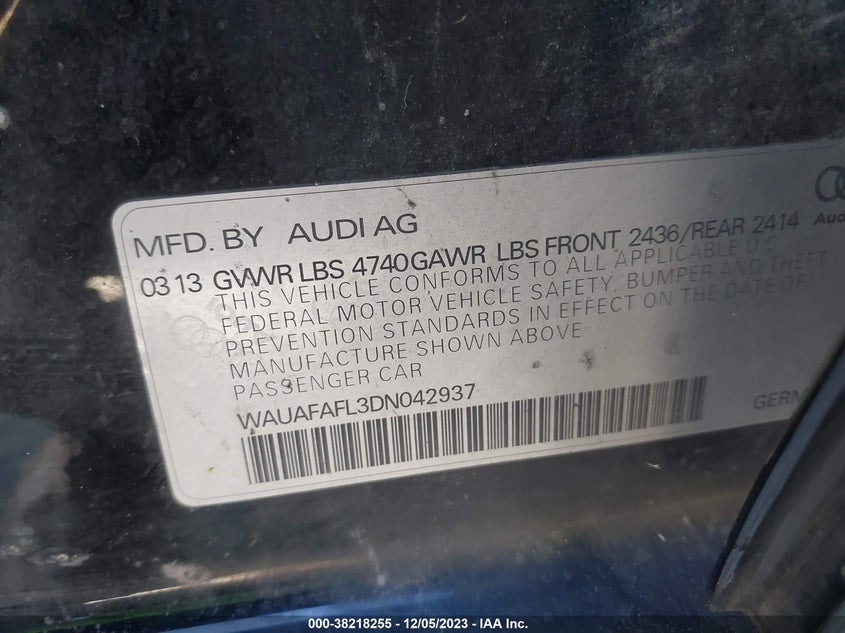 MFD. BY AUDI AG
03 13 GVWR LBS 4740 GAWR LBS FRONT 2436/REAR 2414
THIS VEHICLE CONFORMS TO ALL APPLICABLE U.S
FEDERAL MOTOR VEHICLE SAFETY, BUMPER AND THEFT
PREVENTION STANDARDS IN EFFECT ON THE DATE OF
MANUFACTURE SHOWN ABOVE
PASSENGER CAR
WAUAFAFL3DN042937
GERM
Aud
000-38218255 - 12/05/2023 - IAA Inc.